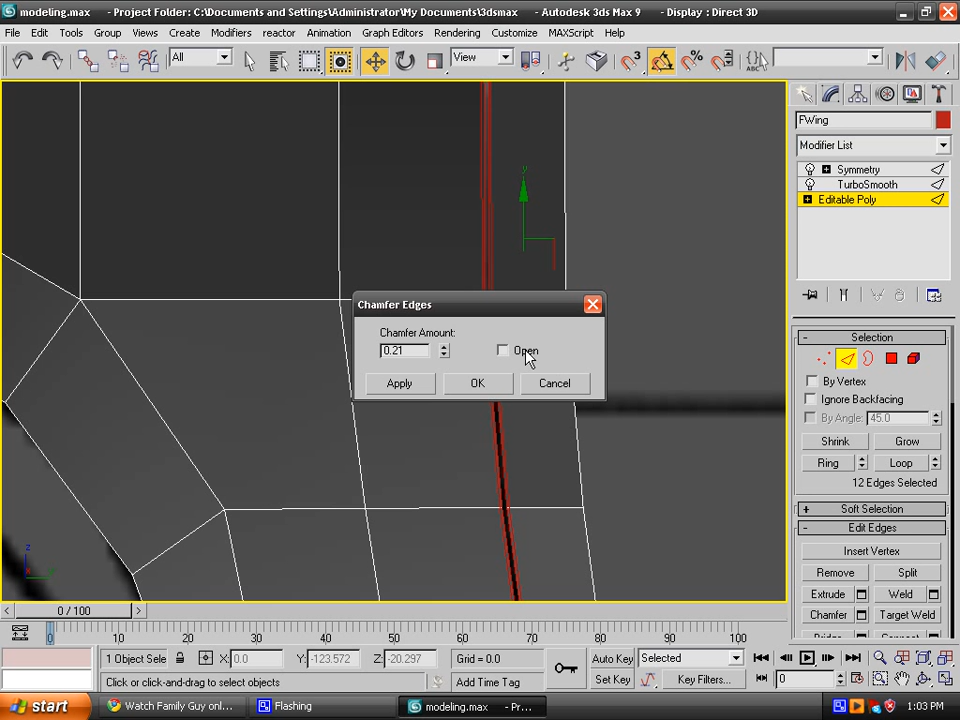 modeling.max - Project Folder: C:\Documents and Settings\Administrator\My Documents\3dsmax - Autodesk 3ds Max 9 - Display : Direct 3D
File Edit Tools Group Views Create Modifiers reactor Animation Graph Editors Rendering Customize MAXScript Help
All View
FWing
Modifier List
Symmetry
TurboSmooth
Editable Poly
Chamfer Edges
Chamfer Amount:
0.21 Open
Apply OK Cancel
y
Selection
By Vertex
Ignore Backfacing
By Angle: 45.0
Shrink Grow
Ring Loop
12 Edges Selected
Soft Selection
Edit Edges
Insert Vertex
Remove Split
Extrude Weld
Chamfer Target Weld
Bridge Connect
z
0 / 100
0 10 20 30 40 50 60 70 80 90 100
1 Object Sele X: 0.0 Y: -123.572 Z: -20.297 Grid = 0.0 Auto Key Selected
Click or click-and-drag to select objects Add Time Tag Set Key Key Filters... 0
start Watch Family Guy onl... Flashing modeling.max - Pr... 1:03 PM